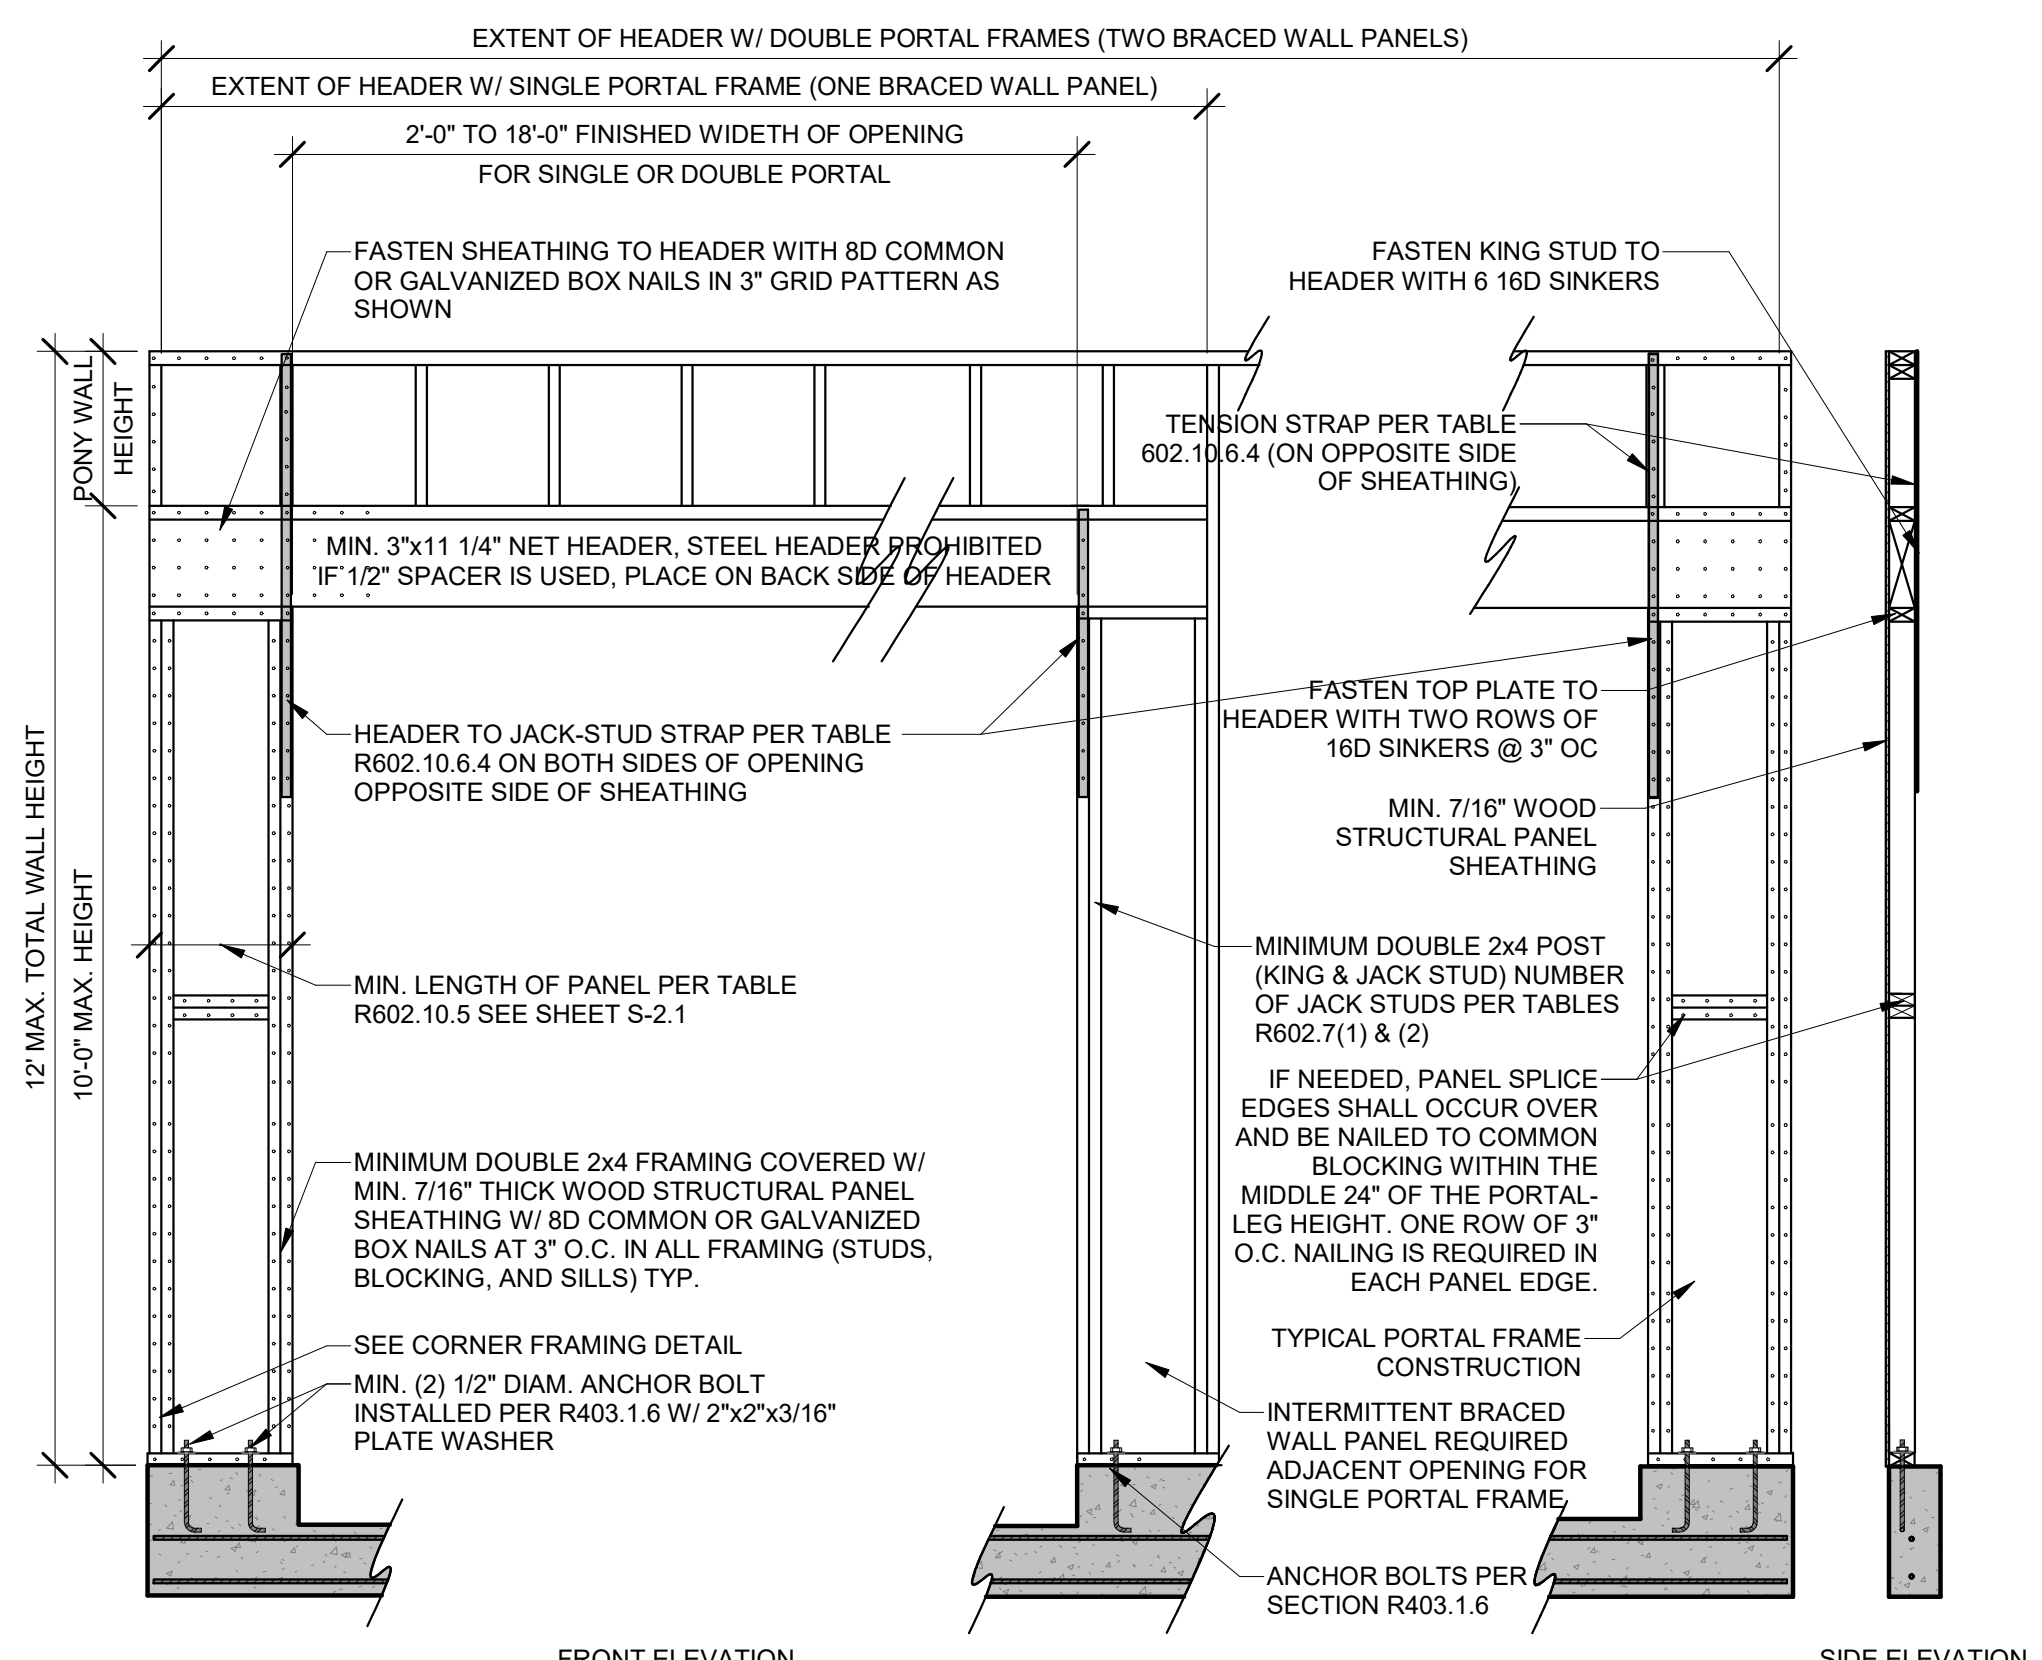 EXTENT OF HEADER W/ DOUBLE PORTAL FRAMES (TWO BRACED WALL PANELS)
EXTENT OF HEADER W/ SINGLE PORTAL FRAME (ONE BRACED WALL PANEL)
2'-0" TO 18'-0" FINISHED WIDETH OF OPENING
FOR SINGLE OR DOUBLE PORTAL
FASTEN SHEATHING TO HEADER WITH 8D COMMON
OR GALVANIZED BOX NAILS IN 3" GRID PATTERN AS
SHOWN
FASTEN KING STUD TO
HEADER WITH 6 16D SINKERS
PONY WALL
HEIGHT
TENSION STRAP PER TABLE
602.10.6.4 (ON OPPOSITE SIDE
OF SHEATHING)
MIN. 3"x11 1/4" NET HEADER, STEEL HEADER PROHIBITED
IF 1/2" SPACER IS USED, PLACE ON BACK SIDE OF HEADER
12' MAX. TOTAL WALL HEIGHT
10'-0" MAX. HEIGHT
HEADER TO JACK-STUD STRAP PER TABLE
R602.10.6.4 ON BOTH SIDES OF OPENING
OPPOSITE SIDE OF SHEATHING
FASTEN TOP PLATE TO
HEADER WITH TWO ROWS OF
16D SINKERS @ 3" OC
MIN. 7/16" WOOD
STRUCTURAL PANEL
SHEATHING
MIN. LENGTH OF PANEL PER TABLE
R602.10.5 SEE SHEET S-2.1
MINIMUM DOUBLE 2x4 POST
(KING & JACK STUD) NUMBER
OF JACK STUDS PER TABLES
R602.7(1) & (2)
IF NEEDED, PANEL SPLICE
EDGES SHALL OCCUR OVER
AND BE NAILED TO COMMON
BLOCKING WITHIN THE
MIDDLE 24" OF THE PORTAL-
LEG HEIGHT. ONE ROW OF 3"
O.C. NAILING IS REQUIRED IN
EACH PANEL EDGE.
MINIMUM DOUBLE 2x4 FRAMING COVERED W/
MIN. 7/16" THICK WOOD STRUCTURAL PANEL
SHEATHING W/ 8D COMMON OR GALVANIZED
BOX NAILS AT 3" O.C. IN ALL FRAMING (STUDS,
BLOCKING, AND SILLS) TYP.
SEE CORNER FRAMING DETAIL
MIN. (2) 1/2" DIAM. ANCHOR BOLT
INSTALLED PER R403.1.6 W/ 2"x2"x3/16"
PLATE WASHER
TYPICAL PORTAL FRAME
CONSTRUCTION
INTERMITTENT BRACED
WALL PANEL REQUIRED
ADJACENT OPENING FOR
SINGLE PORTAL FRAME
ANCHOR BOLTS PER
SECTION R403.1.6
FRONT ELEVATION
SIDE ELEVATION